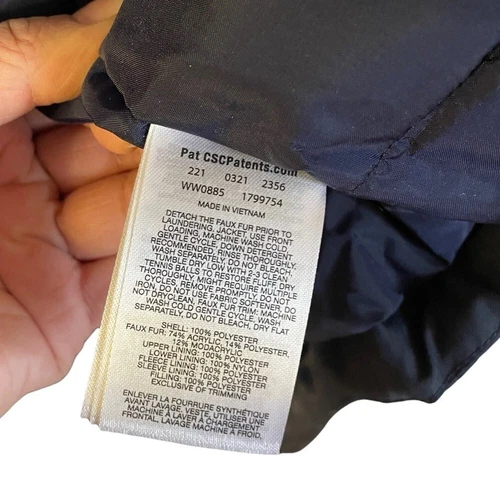 Pat CSCPatents.com
221 0321 2356
WW0885 1799754
MADE IN VIETNAM
DETACH THE FAUX FUR PRIOR TO
LAUNDERING. JACKET, USE FRONT
LOADING, MACHINE WASH COLD,
GENTLE CYCLE, DOWN DETERGENT
RECOMMENDED, RINSE THOROUGHLY.
WASH SEPARATELY, DO NOT BLEACH.
TUMBLE DRY LOW WITH 2-3 CLEAN
TENNIS BALLS TO RESTORE FLUFF, DRY
THOROUGHLY MIGHT REQUIRE MULTIPLE
CYCLES, REMOVE PROMPTLY, DO NOT
IRON, DO NOT USE FABRIC SOFTENER, DO
NOT DRYCLEAN. FAUX FUR TRIM: MACHINE
WASH COLD GENTLE CYCLE, WASH
SEPARATELY, DO NOT BLEACH, DRY FLAT
SHELL: 100% POLYESTER
FAUX FUR: 74% ACRYLIC, 14% POLYESTER,
12% MODACRYLIC
UPPER LINING: 100% POLYESTER
LOWER LINING: 100% NYLON
FLEECE LINING: 100% POLYESTER
SLEEVE LINING: 100% POLYESTER
FILLING: 100% POLYESTER
EXCLUSIVE OF TRIMMING
ENLEVER LA FOURRURE SYNTHÉTIQUE
AVANT LAVAGE. VESTE, UTILISER UNE
MACHINE À LAVER À CHARGEMENT
FRONTAL, LAVAGE MACHINE À FROID,